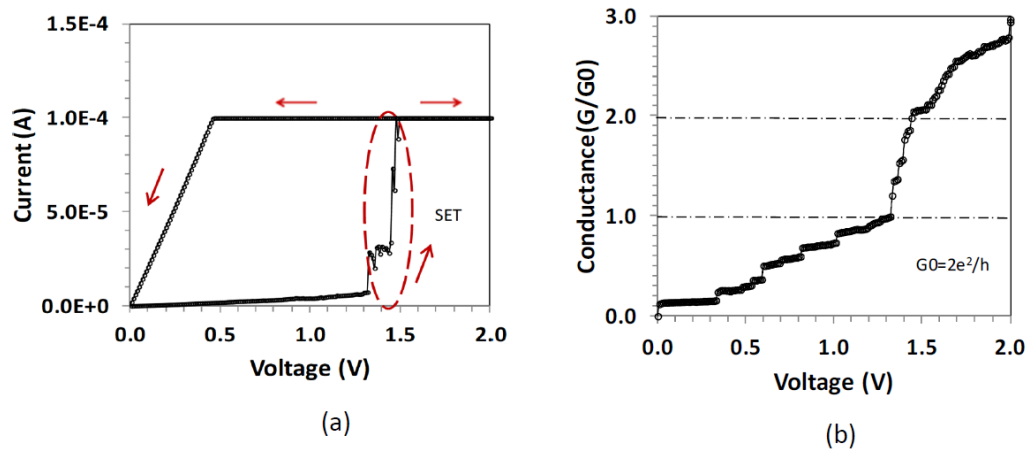 1.5E-4
1.0E-4
5.0E-5
0.0E+0
Current (A)
SET
0.0 0.5 1.0 1.5 2.0
Voltage (V)
(a)
3.0
2.0
1.0
0.0
Conductance(G/G0)
G0=2e²/h
0.0 0.5 1.0 1.5 2.0
Voltage (V)
(b)